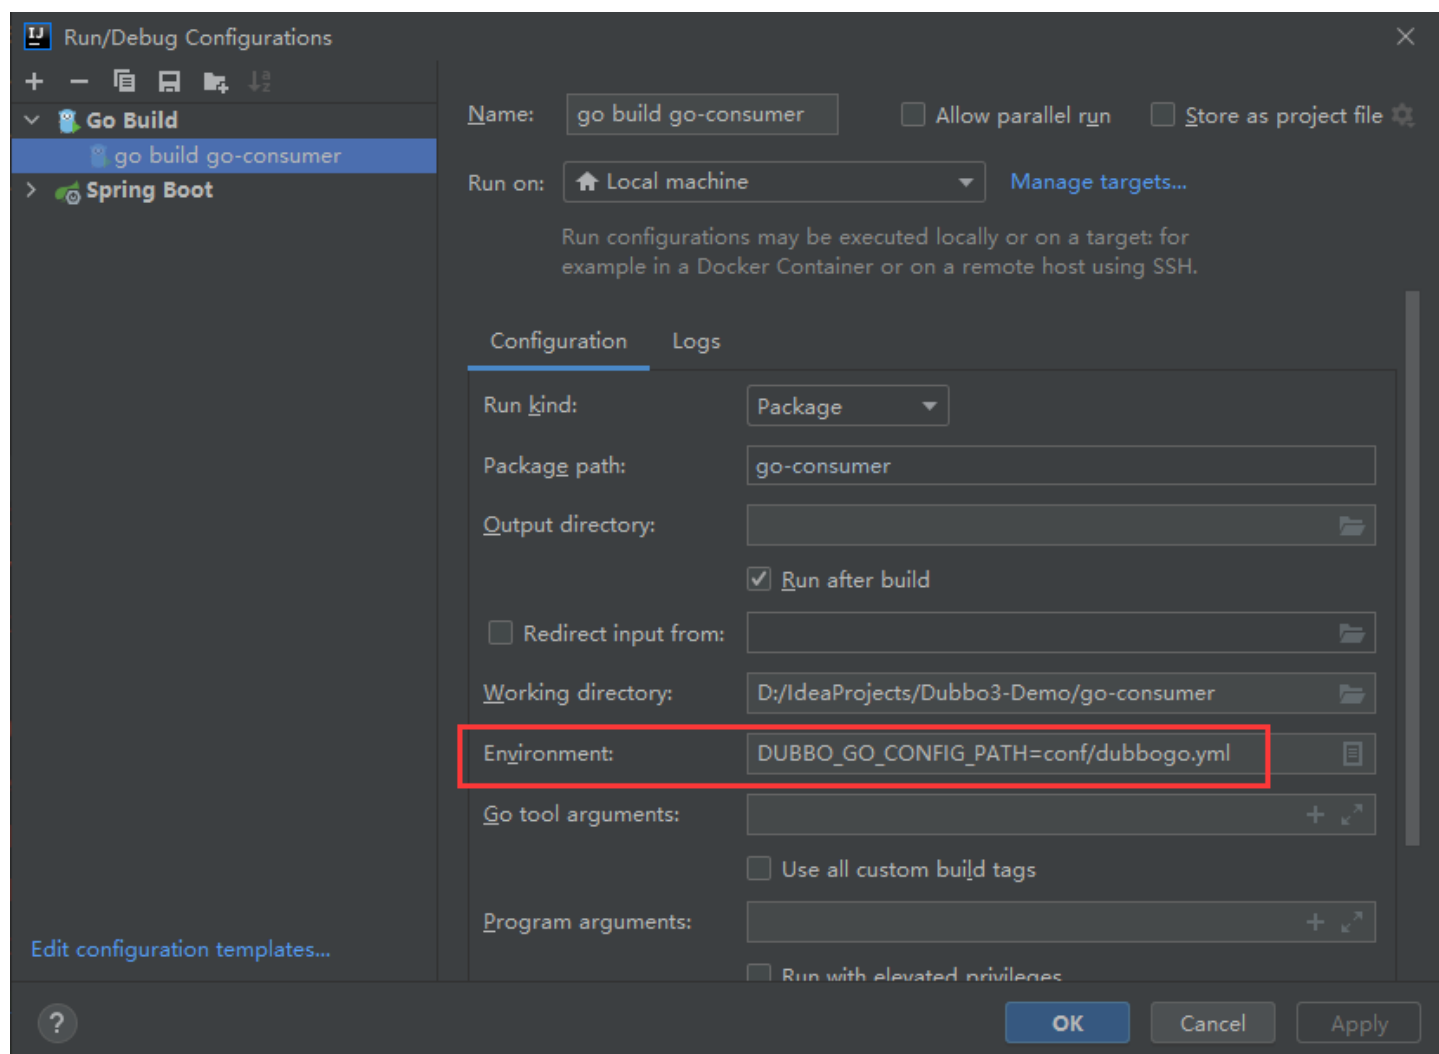 Run/Debug Configurations
Go Build
go build go-consumer
Spring Boot
Edit configuration templates...
Name: go build go-consumer Allow parallel run Store as project file
Run on: Local machine Manage targets...
Run configurations may be executed locally or on a target: for
example in a Docker Container or on a remote host using SSH.
Configuration Logs
Run kind: Package
Package path: go-consumer
Output directory:
Run after build
Redirect input from:
Working directory: D:/IdeaProjects/Dubbo3-Demo/go-consumer
Environment: DUBBO_GO_CONFIG_PATH=conf/dubbogo.yml
Go tool arguments:
Use all custom build tags
Program arguments:
Run with elevated privileges
? OK Cancel Apply